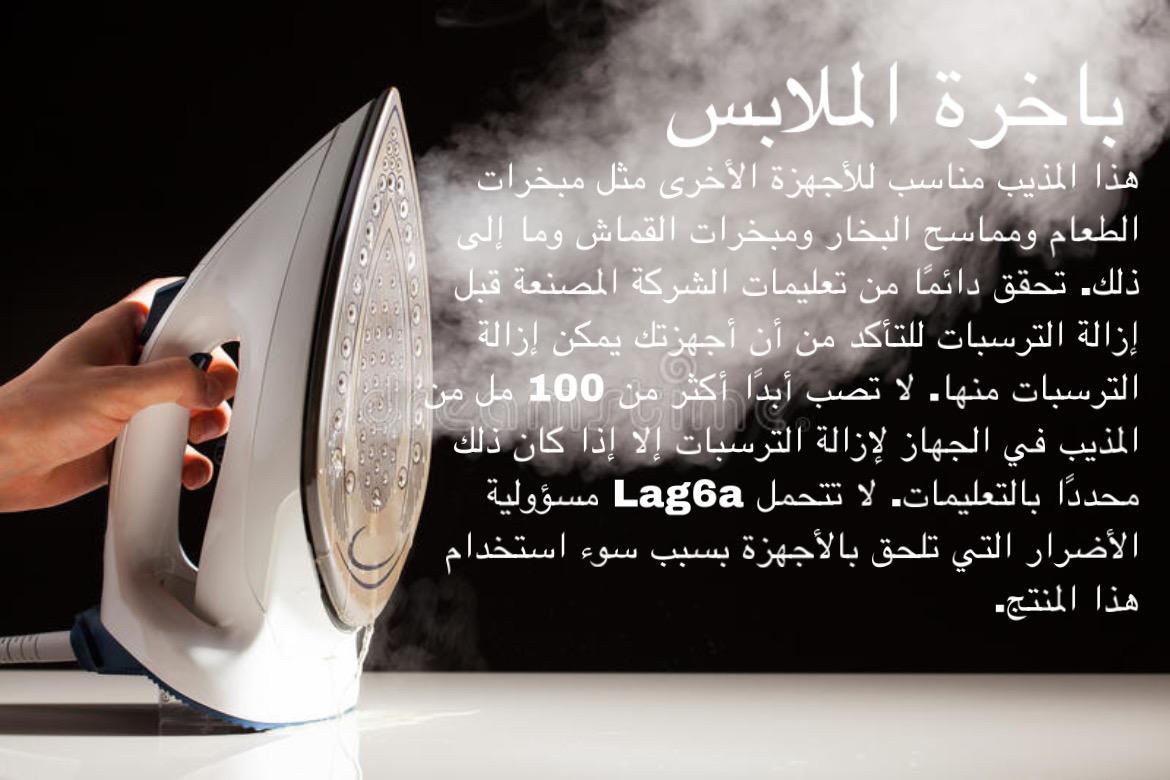 باخرة الملابس
هذا المذيب مناسب للأجهزة الأخرى مثل مبخرات
الطعام ومماسح البخار ومبخرات القماش وما إلى
ذلك. تحقق دائمًا من تعليمات الشركة المصنعة قبل
إزالة الترسبات للتأكد من أن أجهزتك يمكن إزالة
الترسبات منها. لا تصب أبدًا أكثر من 100 مل من
المذيب في الجهاز لإزالة الترسبات إلا إذا كان ذلك
محددًا بالتعليمات. لا تتحمل Lag6a مسؤولية
الأضرار التي تلحق بالأجهزة بسبب سوء استخدام
هذا المنتج.
dreamstime.